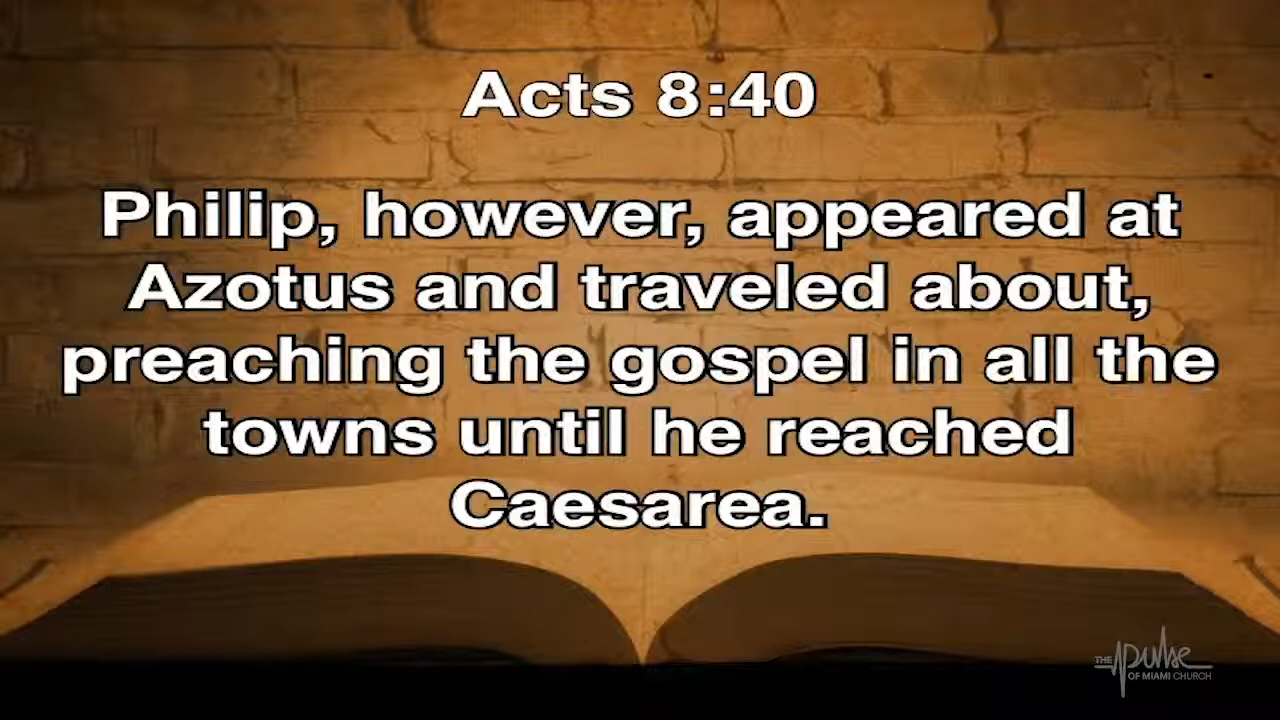 Acts 8:40
Philip, however, appeared at
Azotus and traveled about,
preaching the gospel in all the
towns until he reached
Caesarea.
THE Pulse
OF MIAMI CHURCH